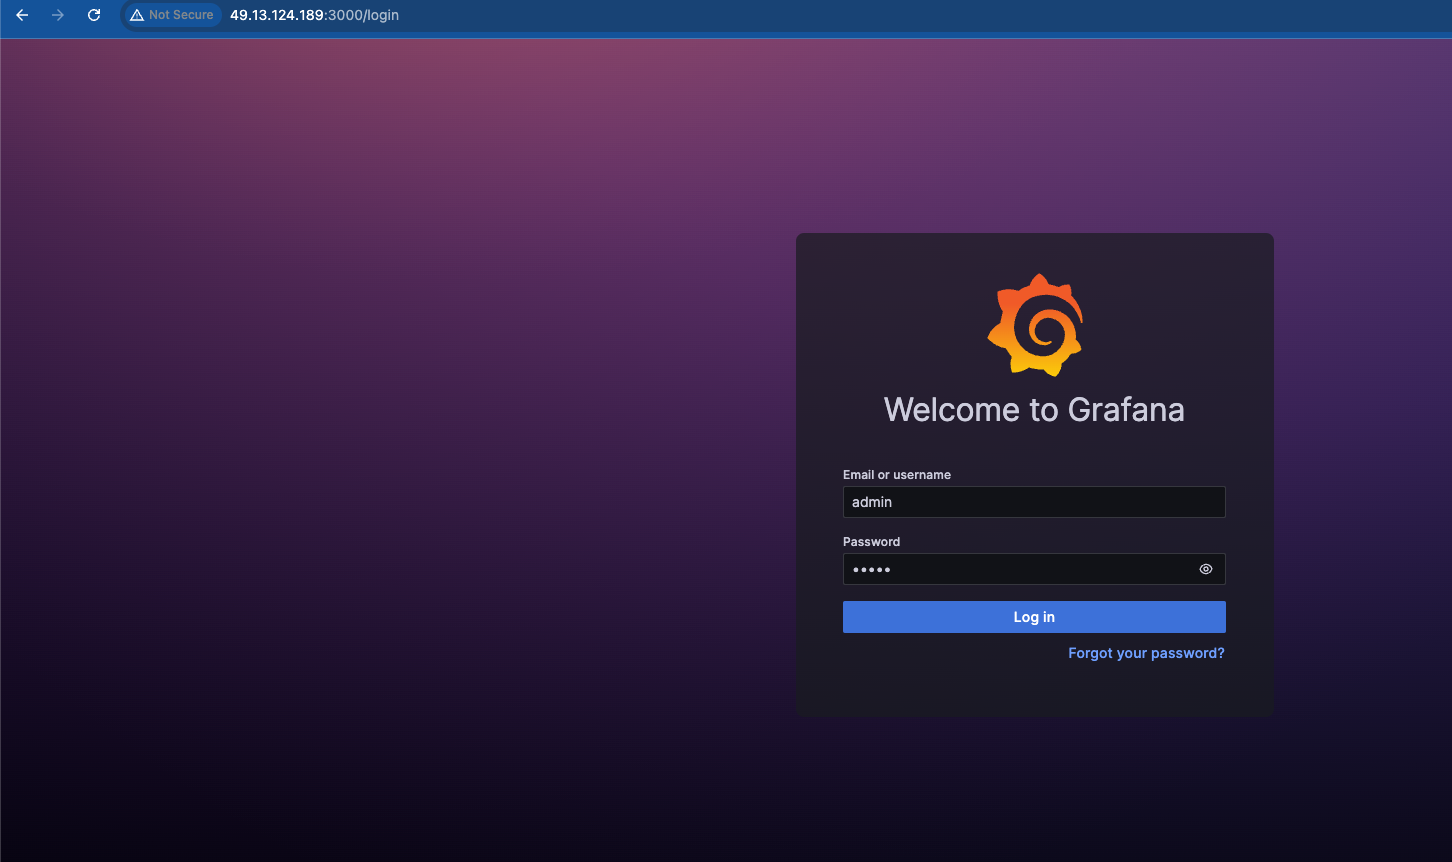 Not Secure 49.13.124.189:3000/login
Welcome to Grafana
Email or username
admin
Password
•••••
Log in
Forgot your password?